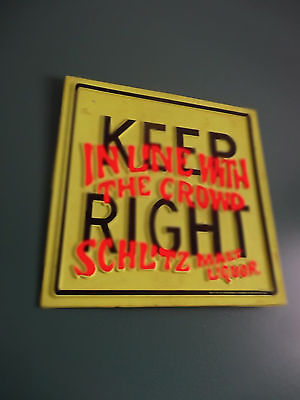 KEEP
IN LINE WITH
THE CROWD
RIGHT
SCHLITZ MALT
LIQUOR